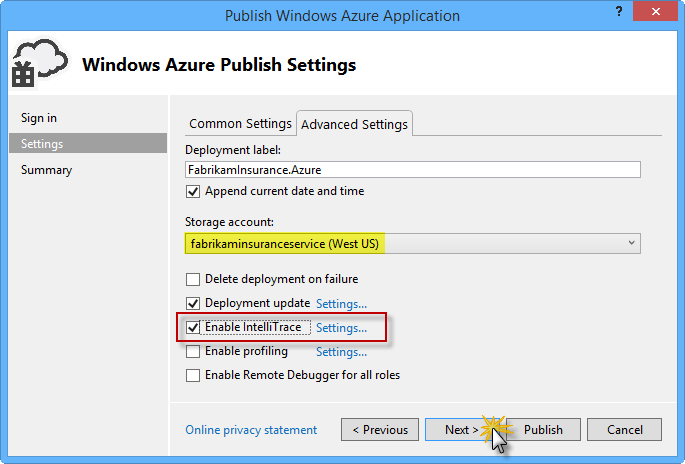 Publish Windows Azure Application
?
Windows Azure Publish Settings
Sign in
Settings
Summary
Common Settings
Advanced Settings
Deployment label:
FabrikamInsurance.Azure
Append current date and time
Storage account:
fabrikaminsuranceservice (West US)
Delete deployment on failure
Deployment update Settings...
Enable IntelliTrace Settings...
Enable profiling Settings...
Enable Remote Debugger for all roles
Online privacy statement
< Previous
Next >
Publish
Cancel